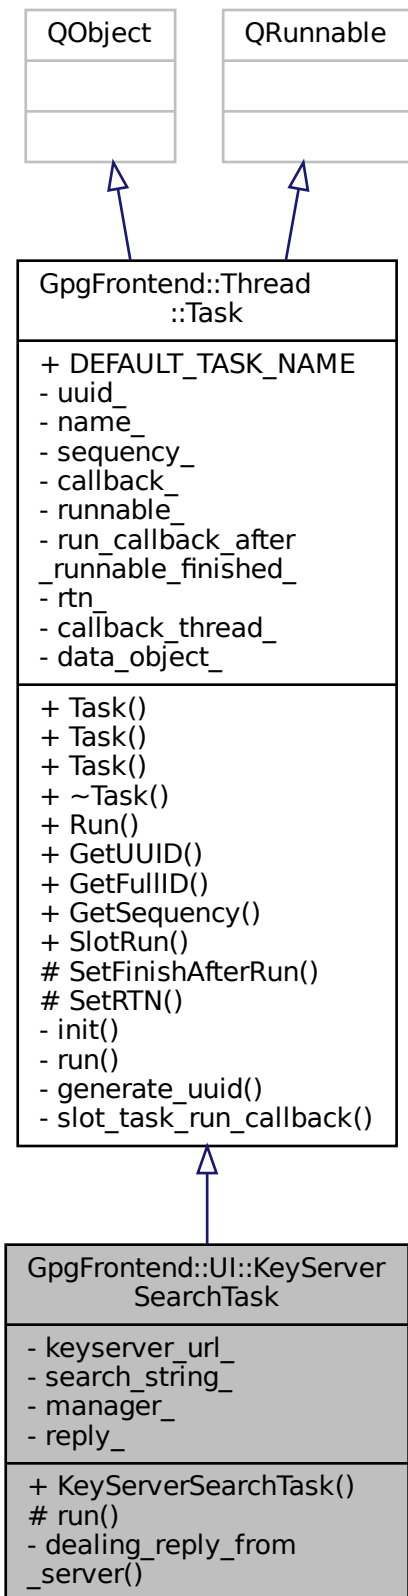 QObject
QRunnable
GpgFrontend::Thread
::Task
+ DEFAULT_TASK_NAME
- uuid_
- name_
- sequency_
- callback_
- runnable_
- run_callback_after
_runnable_finished_
- rtn_
- callback_thread_
- data_object_
+ Task()
+ Task()
+ Task()
+ ~Task()
+ Run()
+ GetUUID()
+ GetFullID()
+ GetSequency()
+ SlotRun()
# SetFinishAfterRun()
# SetRTN()
- init()
- run()
- generate_uuid()
- slot_task_run_callback()
GpgFrontend::UI::KeyServer
SearchTask
- keyserver_url_
- search_string_
- manager_
- reply_
+ KeyServerSearchTask()
# run()
- dealing_reply_from
_server()